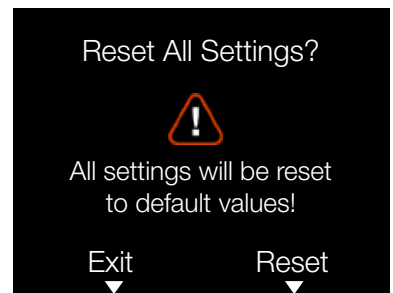 Reset All Settings?
!
All settings will be reset
to default values!
Exit Reset